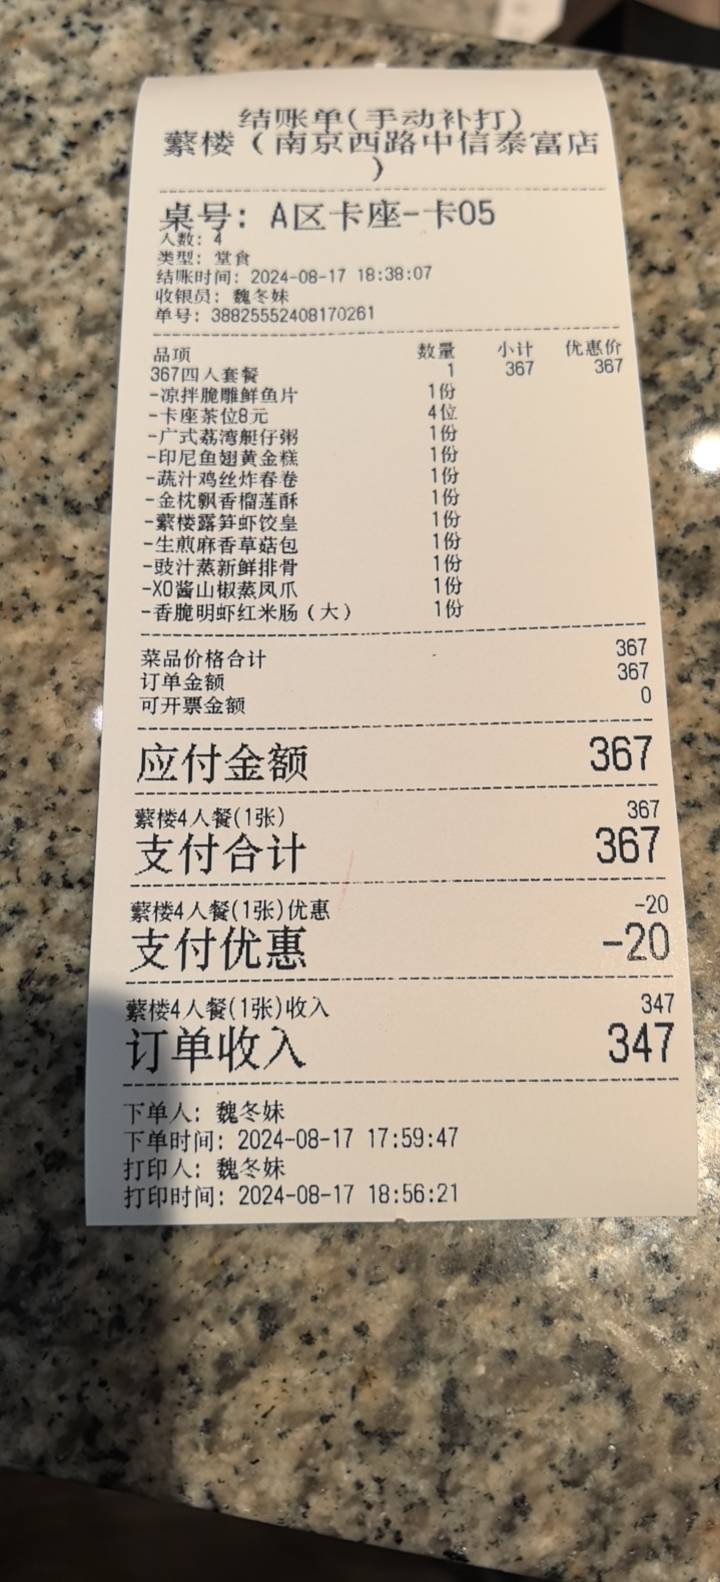 结账单(手动补打)
蘩楼（南京西路中信泰富店
）
桌号: A区卡座-卡05
人数: 4
类型: 堂食
结账时间: 2024-08-17 18:38:07
收银员: 魏冬妹
单号: 38825552408170261
品项 数量 小计 优惠价
367四人套餐 1 367 367
-凉拌脆雕鲜鱼片 1份
-卡座茶位8元 4位
-广式荔湾艇仔粥 1份
-印尼鱼翅黄金糕 1份
-蔬汁鸡丝炸春卷 1份
-金枕飘香榴莲酥 1份
-蘩楼露笋虾饺皇 1份
-生煎麻香草菇包 1份
-豉汁蒸新鲜排骨 1份
-XO酱山椒蒸凤爪 1份
-香脆明虾红米肠（大） 1份
菜品价格合计 367
订单金额 367
可开票金额 0
应付金额 367
蘩楼4人餐(1张) 367
支付合计 367
蘩楼4人餐(1张)优惠 -20
支付优惠 -20
蘩楼4人餐(1张)收入 347
订单收入 347
下单人: 魏冬妹
下单时间: 2024-08-17 17:59:47
打印人: 魏冬妹
打印时间: 2024-08-17 18:56:21